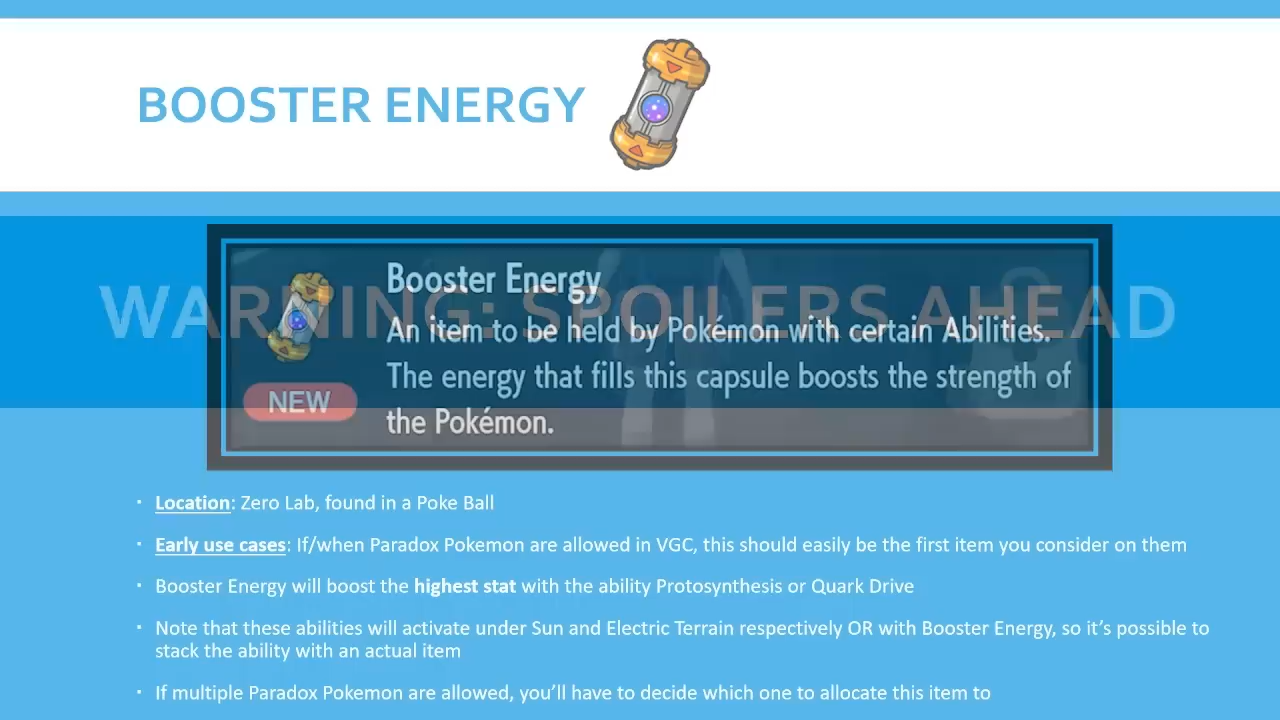 BOOSTER ENERGY
WARNING: SPOILERS AHEAD
Booster Energy
An item to be held by Pokémon with certain Abilities.
The energy that fills this capsule boosts the strength of
the Pokémon.
NEW
· Location: Zero Lab, found in a Poke Ball
· Early use cases: If/when Paradox Pokemon are allowed in VGC, this should easily be the first item you consider on them
· Booster Energy will boost the highest stat with the ability Protosynthesis or Quark Drive
· Note that these abilities will activate under Sun and Electric Terrain respectively OR with Booster Energy, so it’s possible to
stack the ability with an actual item
· If multiple Paradox Pokemon are allowed, you’ll have to decide which one to allocate this item to